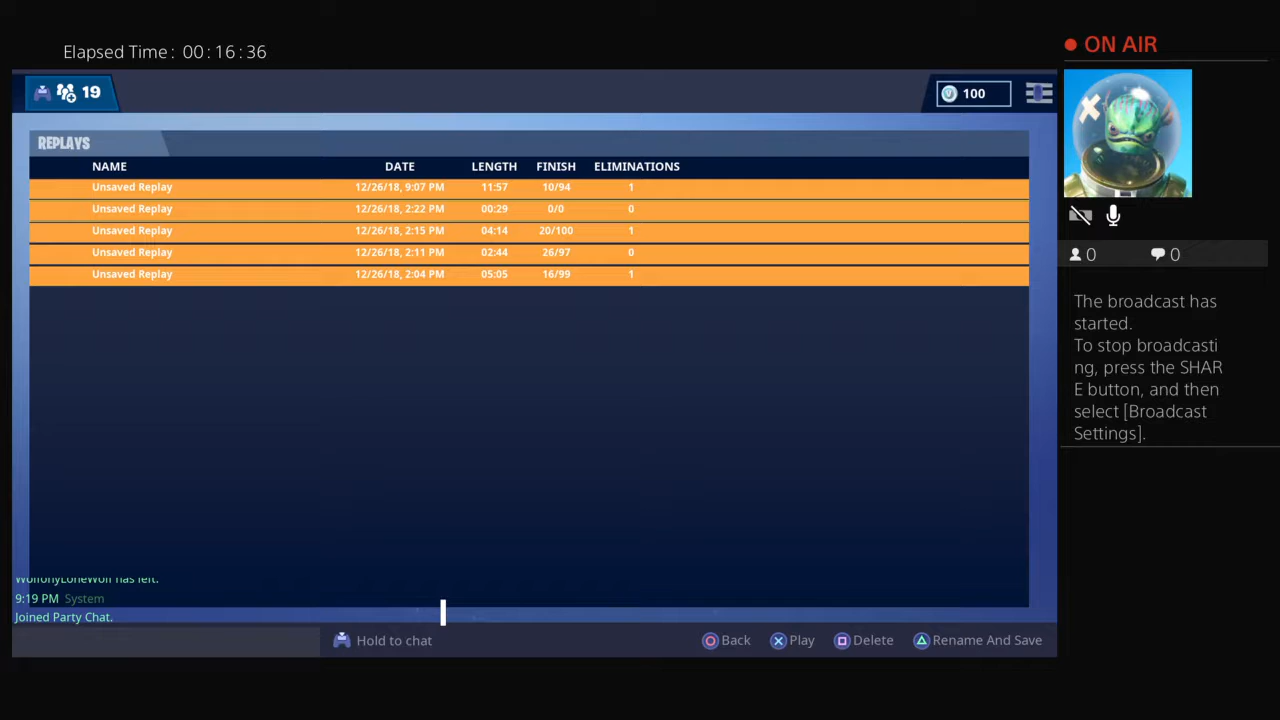 Elapsed Time: 00:16:36
ON AIR
19
100
REPLAYS
NAME DATE LENGTH FINISH ELIMINATIONS
Unsaved Replay 12/26/18, 9:07 PM 11:57 10/94 1
Unsaved Replay 12/26/18, 2:22 PM 00:29 0/0 0
Unsaved Replay 12/26/18, 2:15 PM 04:14 20/100 1
Unsaved Replay 12/26/18, 2:11 PM 02:44 26/97 0
Unsaved Replay 12/26/18, 2:04 PM 05:05 16/99 1
0 0
The broadcast has
started.
To stop broadcasti
ng, press the SHAR
E button, and then
select [Broadcast
Settings].
WolfonyLoneWolf has left.
9:19 PM System
Joined Party Chat.
Hold to chat
Back Play Delete Rename And Save